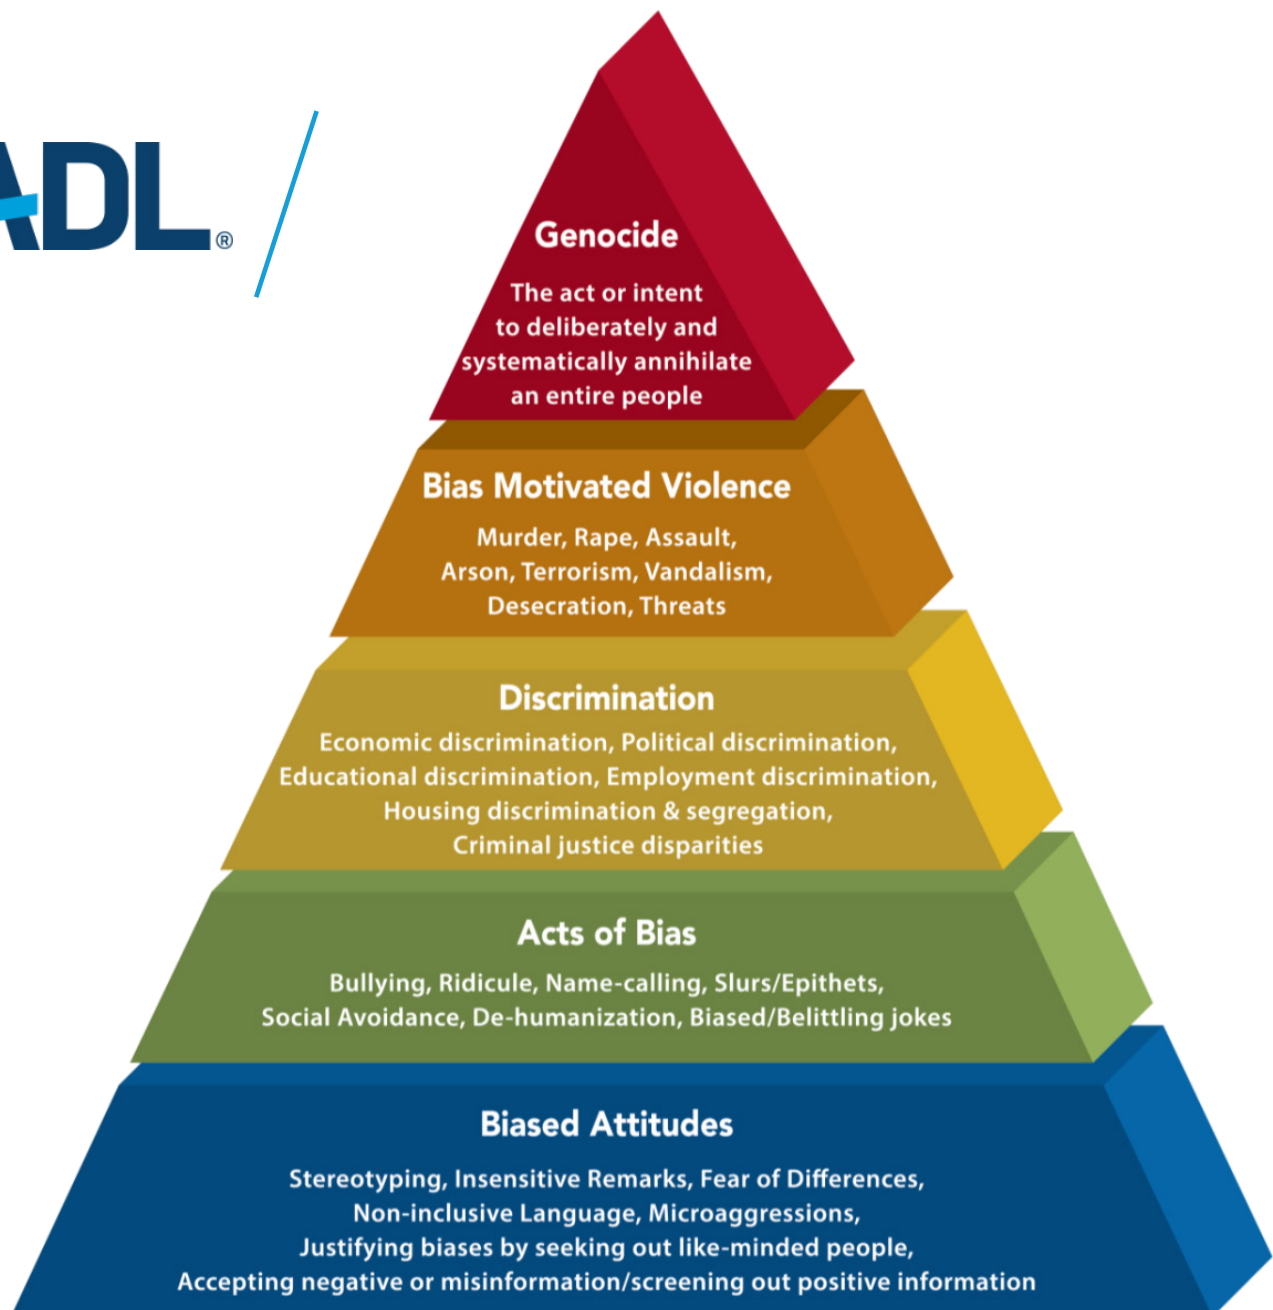 ADL®
Genocide
The act or intent
to deliberately and
systematically annihilate
an entire people
Bias Motivated Violence
Murder, Rape, Assault,
Arson, Terrorism, Vandalism,
Desecration, Threats
Discrimination
Economic discrimination, Political discrimination,
Educational discrimination, Employment discrimination,
Housing discrimination & segregation,
Criminal justice disparities
Acts of Bias
Bullying, Ridicule, Name-calling, Slurs/Epithets,
Social Avoidance, De-humanization, Biased/Belittling jokes
Biased Attitudes
Stereotyping, Insensitive Remarks, Fear of Differences,
Non-inclusive Language, Microaggressions,
Justifying biases by seeking out like-minded people,
Accepting negative or misinformation/screening out positive information